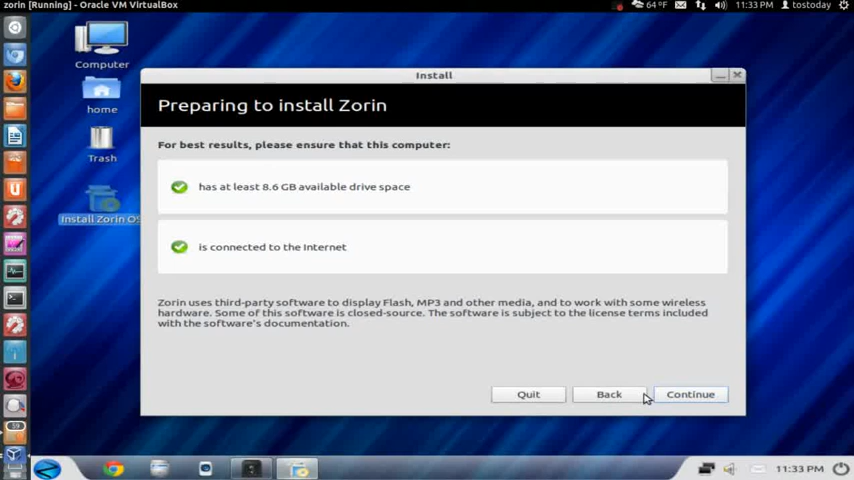 zorin [Running] - Oracle VM VirtualBox
64 °F
11:33 PM
tostoday
Computer
home
Trash
Install Zorin OS
Install
Preparing to install Zorin
For best results, please ensure that this computer:
has at least 8.6 GB available drive space
is connected to the Internet
Zorin uses third-party software to display Flash, MP3 and other media, and to work with some wireless
hardware. Some of this software is closed-source. The software is subject to the license terms included
with the software's documentation.
Quit
Back
Continue
59
11:33 PM